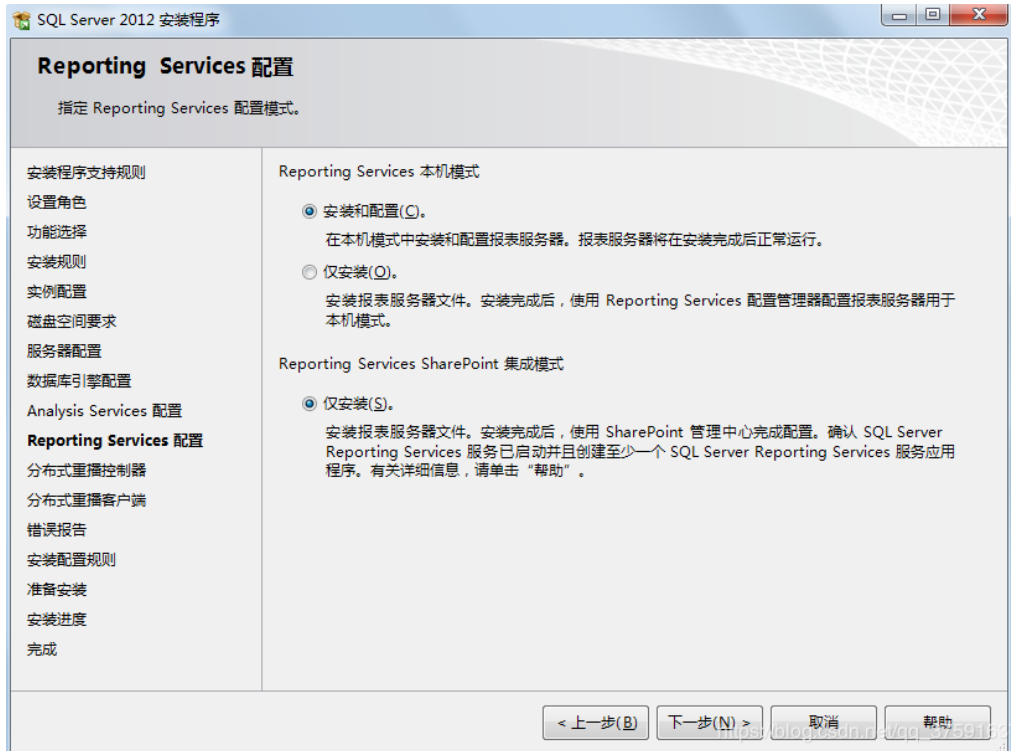 SQL Server 2012 安装程序
Reporting Services 配置
指定 Reporting Services 配置模式。
安装程序支持规则
设置角色
功能选择
安装规则
实例配置
磁盘空间要求
服务器配置
数据库引擎配置
Analysis Services 配置
Reporting Services 配置
分布式重播控制器
分布式重播客户端
错误报告
安装配置规则
准备安装
安装进度
完成
Reporting Services 本机模式
安装和配置(C)。
在本机模式中安装和配置报表服务器。报表服务器将在安装完成后正常运行。
仅安装(O)。
安装报表服务器文件。安装完成后，使用 Reporting Services 配置管理器配置报表服务器用于
本机模式。
Reporting Services SharePoint 集成模式
仅安装(S)。
安装报表服务器文件。安装完成后，使用 SharePoint 管理中心完成配置。确认 SQL Server
Reporting Services 服务已启动并且创建至少一个 SQL Server Reporting Services 服务应用
程序。有关详细信息，请单击“帮助”。
< 上一步(B) 下一步(N) > 取消 帮助